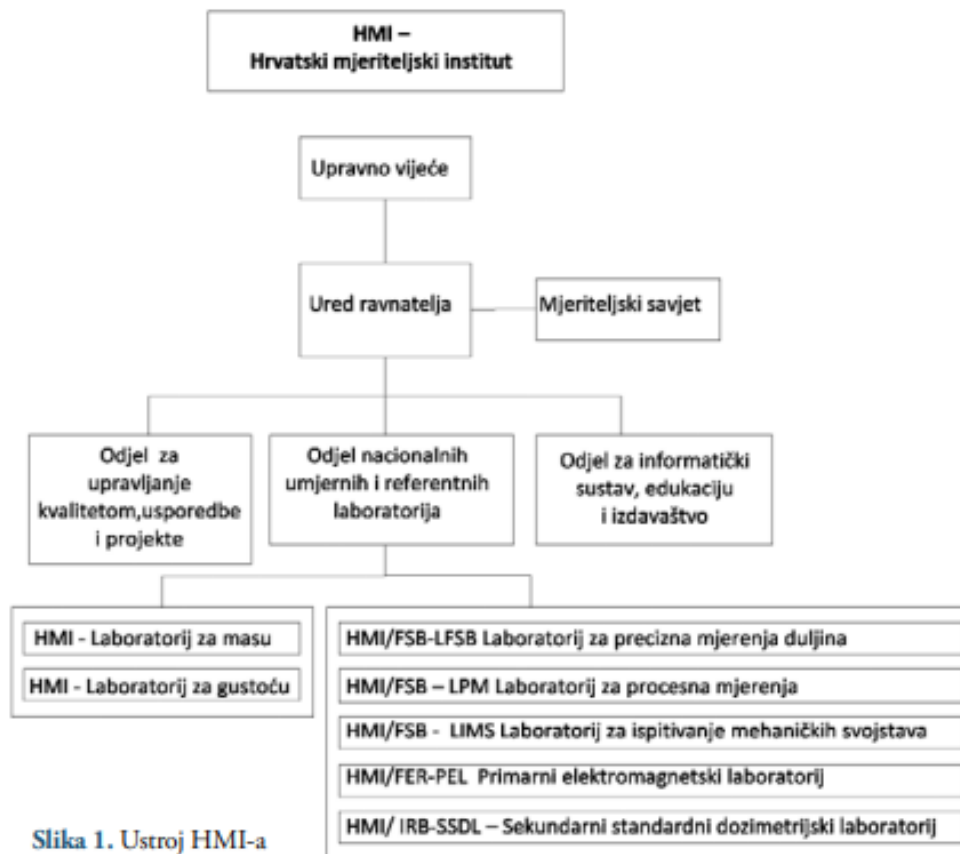 HMI –
Hrvatski mjeriteljski institut
Upravno vijeće
Ured ravnatelja
Mjeriteljski savjet
Odjel za
upravljanje
kvalitetom,usporedbe
i projekte
Odjel nacionalnih
umjernih i referentnih
laboratorija
Odjel za informatički
sustav, edukaciju
i izdavaštvo
HMI - Laboratorij za masu
HMI - Laboratorij za gustoću
HMI/FSB-LFSB Laboratorij za precizna mjerenja duljina
HMI/FSB – LPM Laboratorij za procesna mjerenja
HMI/FSB - LIMS Laboratorij za ispitivanje mehaničkih svojstava
HMI/FER-PEL Primarni elektromagnetski laboratorij
HMI/ IRB-SSDL – Sekundarni standardni dozimetrijski laboratorij
Slika 1. Ustroj HMI-a